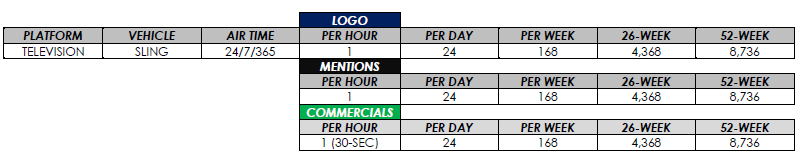 LOGO
PLATFORM VEHICLE AIR TIME PER HOUR PER DAY PER WEEK 26-WEEK 52-WEEK
TELEVISION SLING 24/7/365 1 24 168 4,368 8,736
MENTIONS
PER HOUR PER DAY PER WEEK 26-WEEK 52-WEEK
1 24 168 4,368 8,736
COMMERCIALS
PER HOUR PER DAY PER WEEK 26-WEEK 52-WEEK
1 (30-SEC) 24 168 4,368 8,736